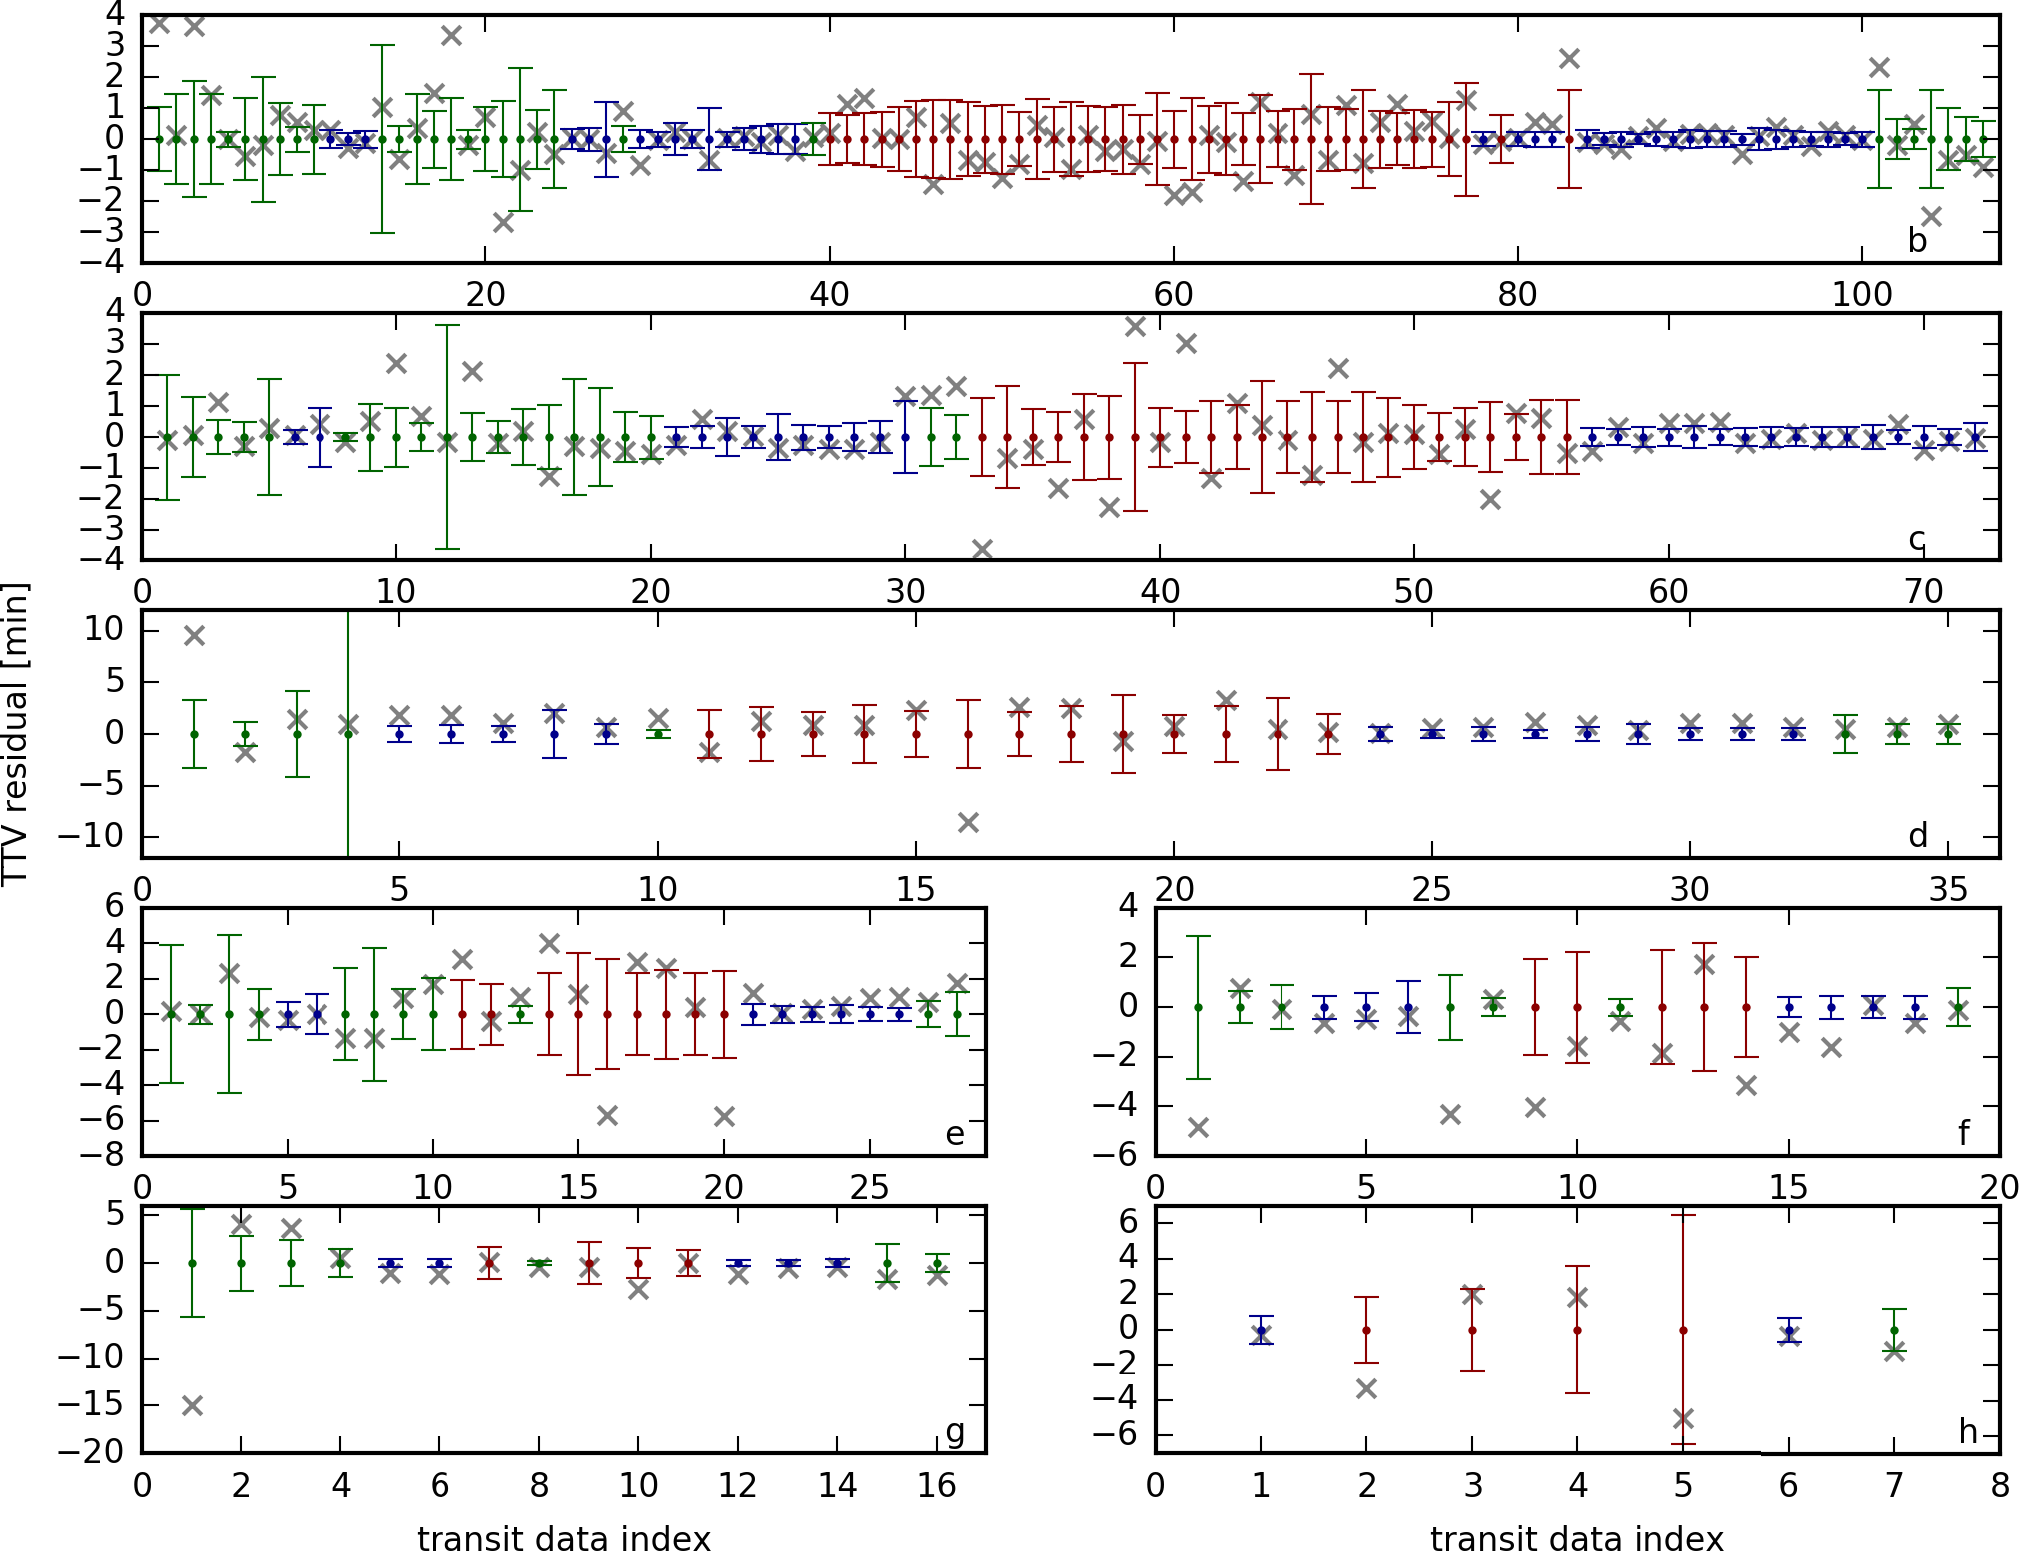 4
3
2
1
0
−1
−2
−3
−4
b
0 20 40 60 80 100
4
3
2
1
0
−1
−2
−3
−4
c
0 10 20 30 40 50 60 70
TTV residual [min]
10
5
0
−5
−10
d
0 5 10 15 20 25 30 35
6
4
2
0
−2
−4
−6
−8
e
0 5 10 15 20 25
4
2
0
−2
−4
−6
f
0 5 10 15 20
5
0
−5
−10
−15
−20
g
0 2 4 6 8 10 12 14 16
transit data index
6
4
2
0
−2
−4
−6
h
0 1 2 3 4 5 6 7 8
transit data index